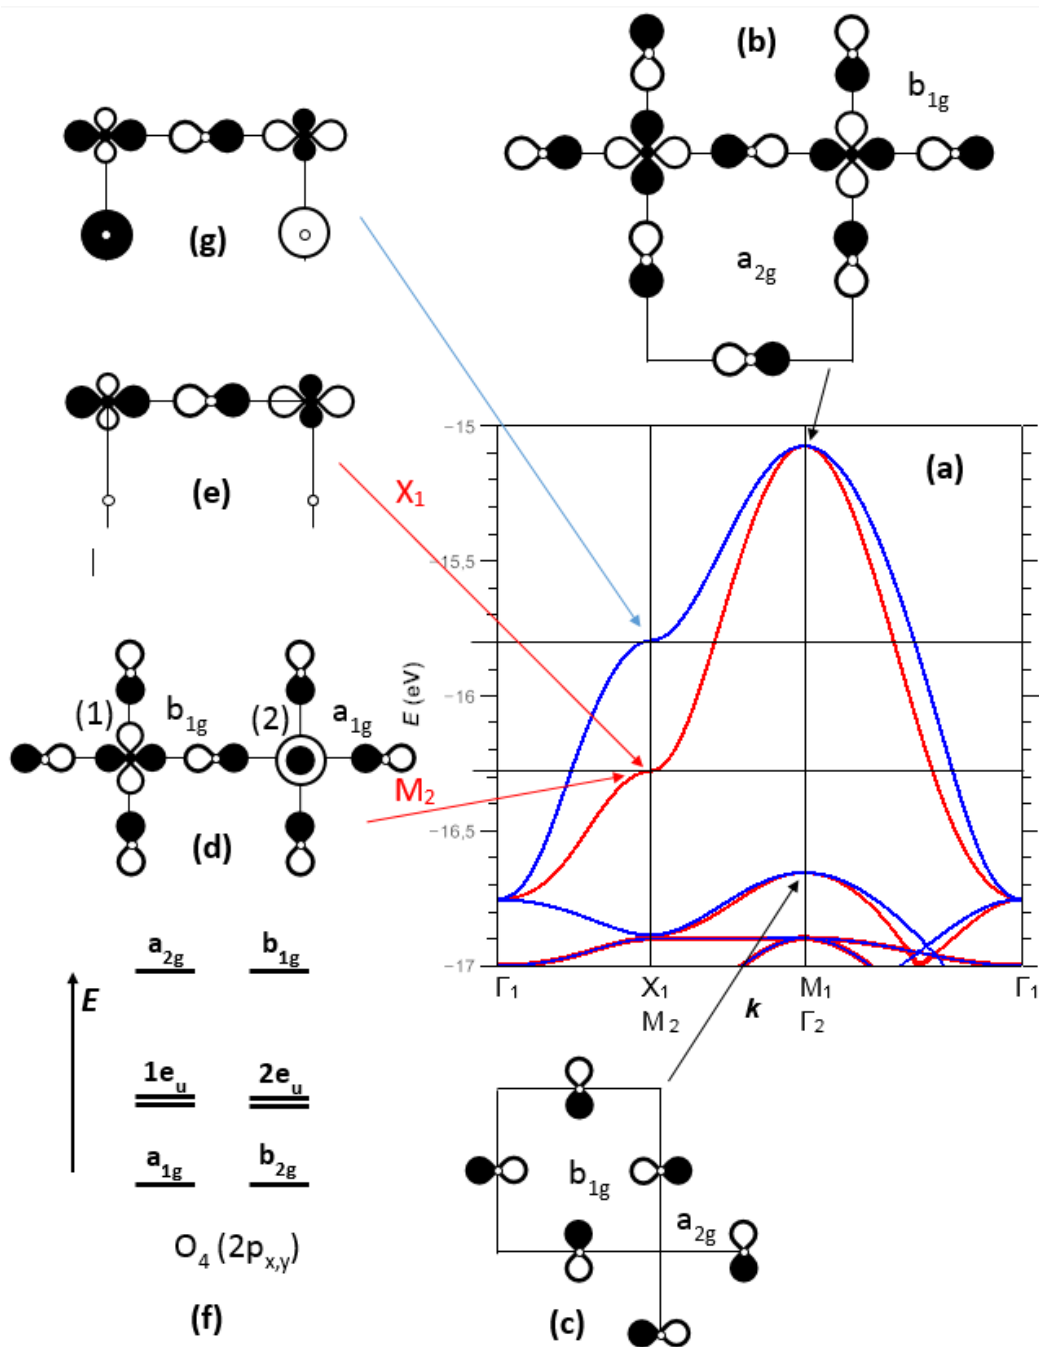 (b)
b1g
(g)
a2g
(e)
X1
(a)
−15
−15,5
−16
−16,5
−17
E (eV)
(1)
b1g
(2)
a1g
M2
(d)
Γ1
X1
M1
Γ1
M2
Γ2
k
a2g
b1g
E
1eu
2eu
a1g
b2g
O4 (2px,y)
(f)
b1g
a2g
(c)